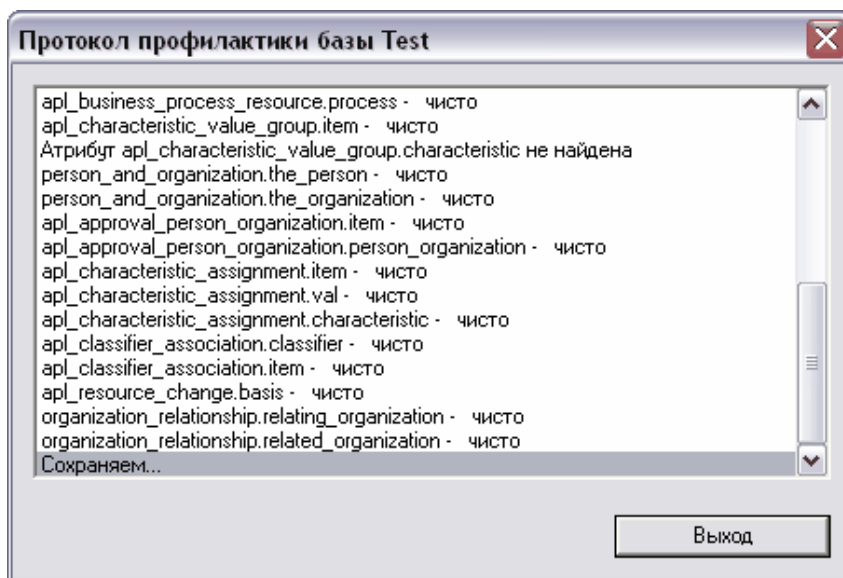 Протокол профилактики базы Test
apl_business_process_resource.process - чисто
apl_characteristic_value_group.item - чисто
Атрибут apl_characteristic_value_group.characteristic не найдена
person_and_organization.the_person - чисто
person_and_organization.the_organization - чисто
apl_approval_person_organization.item - чисто
apl_approval_person_organization.person_organization - чисто
apl_characteristic_assignment.item - чисто
apl_characteristic_assignment.val - чисто
apl_characteristic_assignment.characteristic - чисто
apl_classifier_association.classifier - чисто
apl_classifier_association.item - чисто
apl_resource_change.basis - чисто
organization_relationship.relating_organization - чисто
organization_relationship.related_organization - чисто
Сохраняем...
Выход